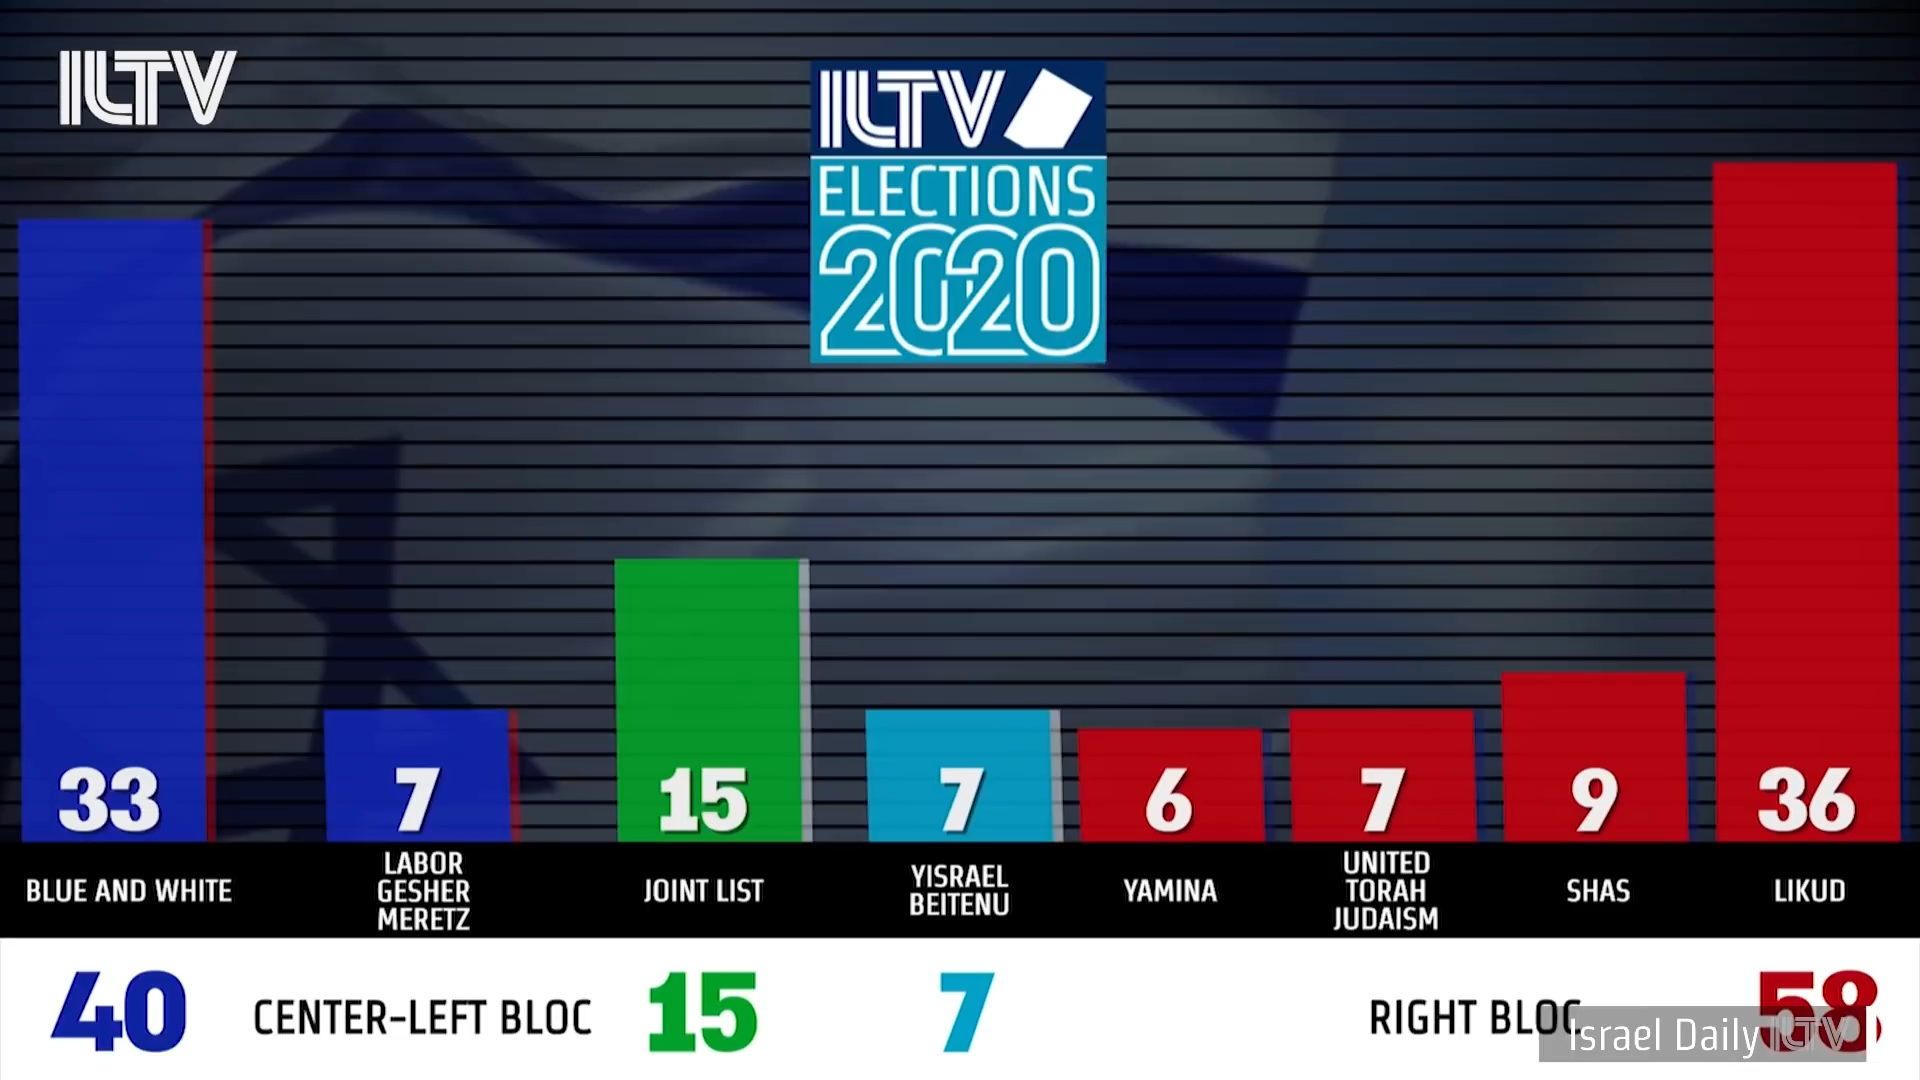 ILTV
ILTV
ELECTIONS
2020
33
7
15
7
6
7
9
36
BLUE AND WHITE
LABOR
GESHER
MERETZ
JOINT LIST
YISRAEL
BEITENU
YAMINA
UNITED
TORAH
JUDAISM
SHAS
LIKUD
40
CENTER-LEFT BLOC
15
7
RIGHT BLOC
58
Israel Daily ILTV